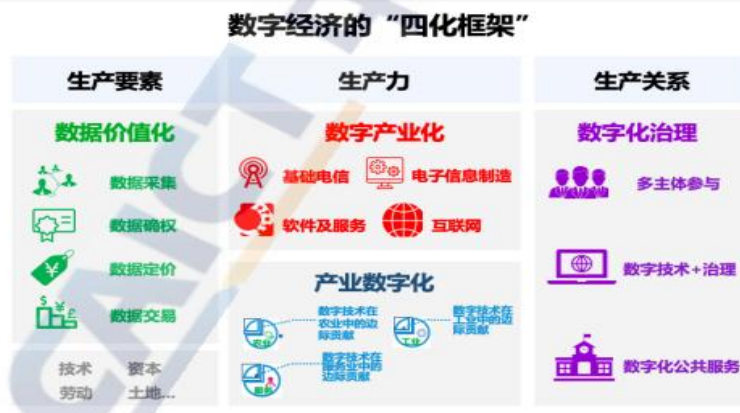 数字经济的“四化框架”
生产要素
生产力
生产关系
数据价值化
数据采集
数据确权
数据定价
数据交易
技术 资本
劳动 土地...
数字产业化
基础电信
电子信息制造
软件及服务
互联网
产业数字化
数字技术在
农业中的边
际贡献
农业
数字技术在
工业中的边
际贡献
工业
数字技术在
服务业中的
边际贡献
服务
数字化治理
多主体参与
数字技术+治理
数字化公共服务
CAICT